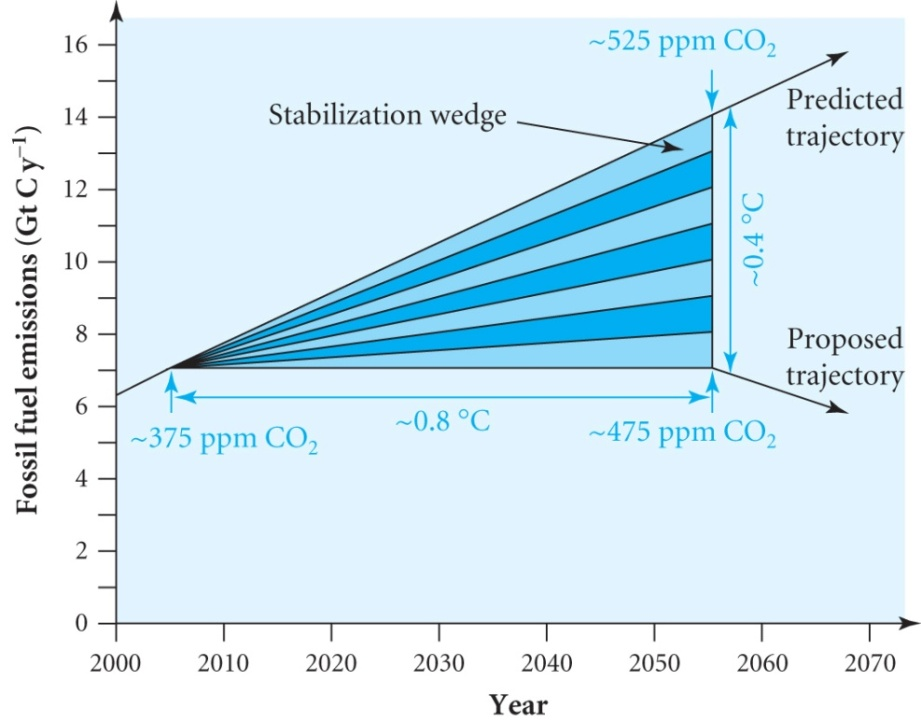 16
14
12
10
8
6
4
2
0
Fossil fuel emissions (Gt C y⁻¹)
~525 ppm CO₂
Stabilization wedge
Predicted
trajectory
~0.4 °C
Proposed
trajectory
~0.8 °C
~375 ppm CO₂
~475 ppm CO₂
2000 2010 2020 2030 2040 2050 2060 2070
Year